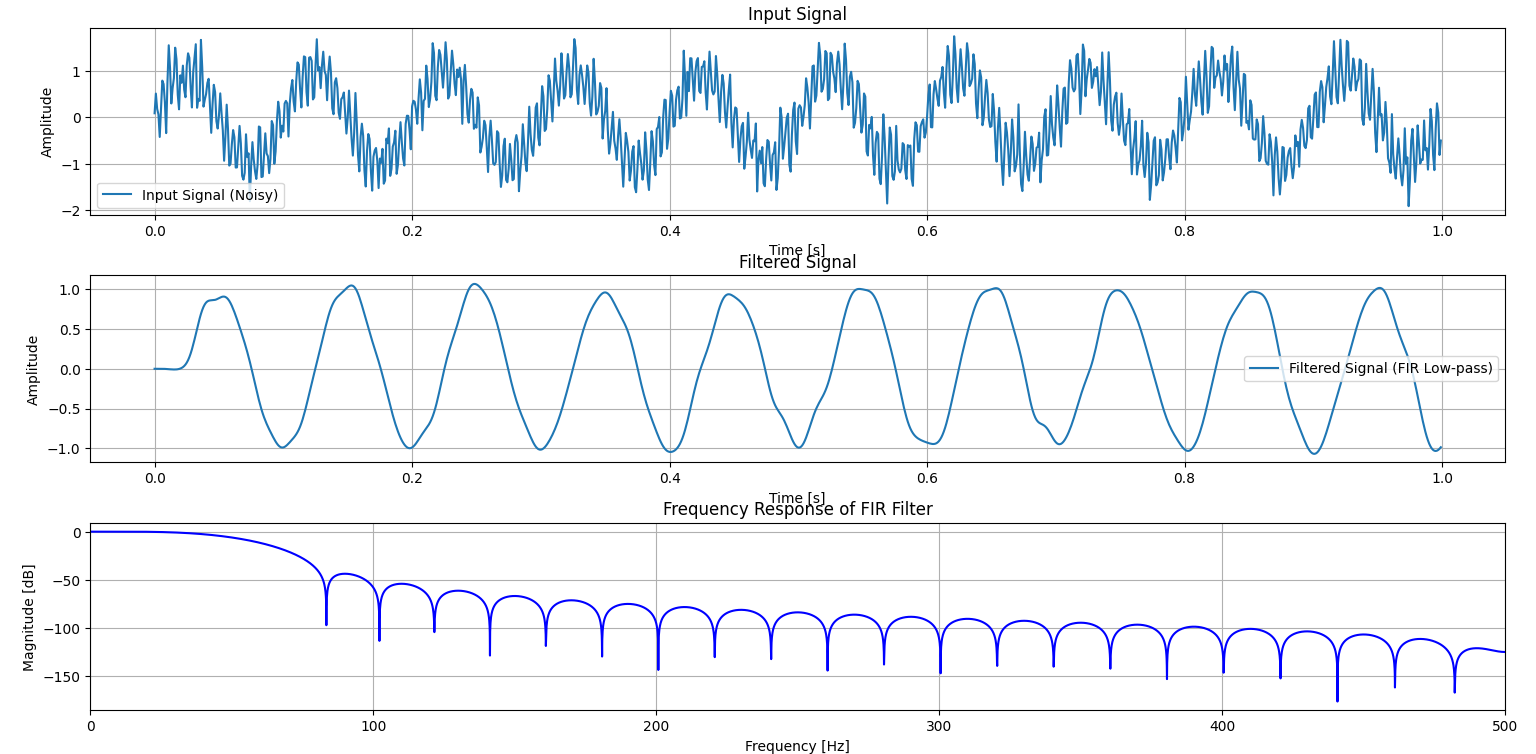 Input Signal
Amplitude
1
0
−1
−2
Input Signal (Noisy)
0.0 0.2 0.4 0.6 0.8 1.0
Time [s]
Filtered Signal
Amplitude
1.0
0.5
0.0
−0.5
−1.0
Filtered Signal (FIR Low-pass)
0.0 0.2 0.4 0.6 0.8 1.0
Time [s]
Frequency Response of FIR Filter
Magnitude [dB]
0
−50
−100
−150
0 100 200 300 400 500
Frequency [Hz]